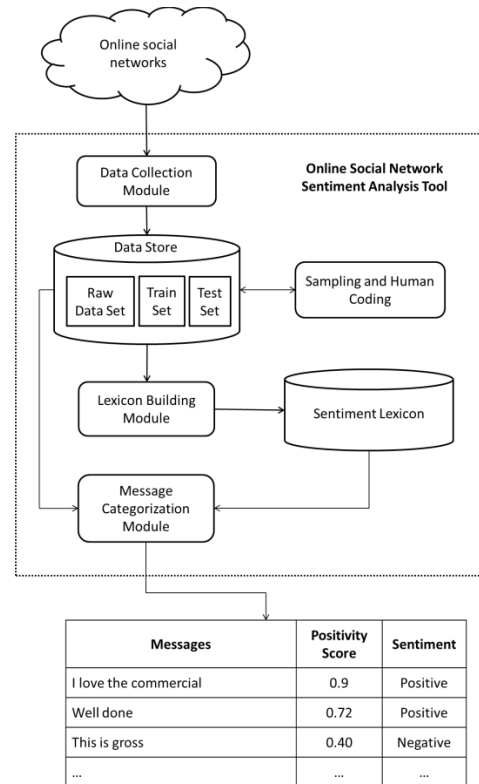 Online social
networks
Online Social Network
Sentiment Analysis Tool
Data Collection
Module
Data Store
Raw
Data Set
Train
Set
Test
Set
Sampling and Human
Coding
Lexicon Building
Module
Sentiment Lexicon
Message
Categorization
Module
Messages Positivity Score Sentiment
I love the commercial 0.9 Positive
Well done 0.72 Positive
This is gross 0.40 Negative
... ... ...